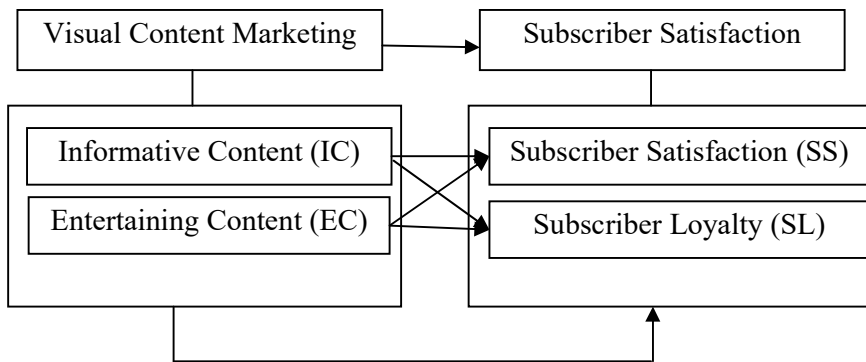 Visual Content Marketing
Subscriber Satisfaction
Informative Content (IC)
Subscriber Satisfaction (SS)
Entertaining Content (EC)
Subscriber Loyalty (SL)